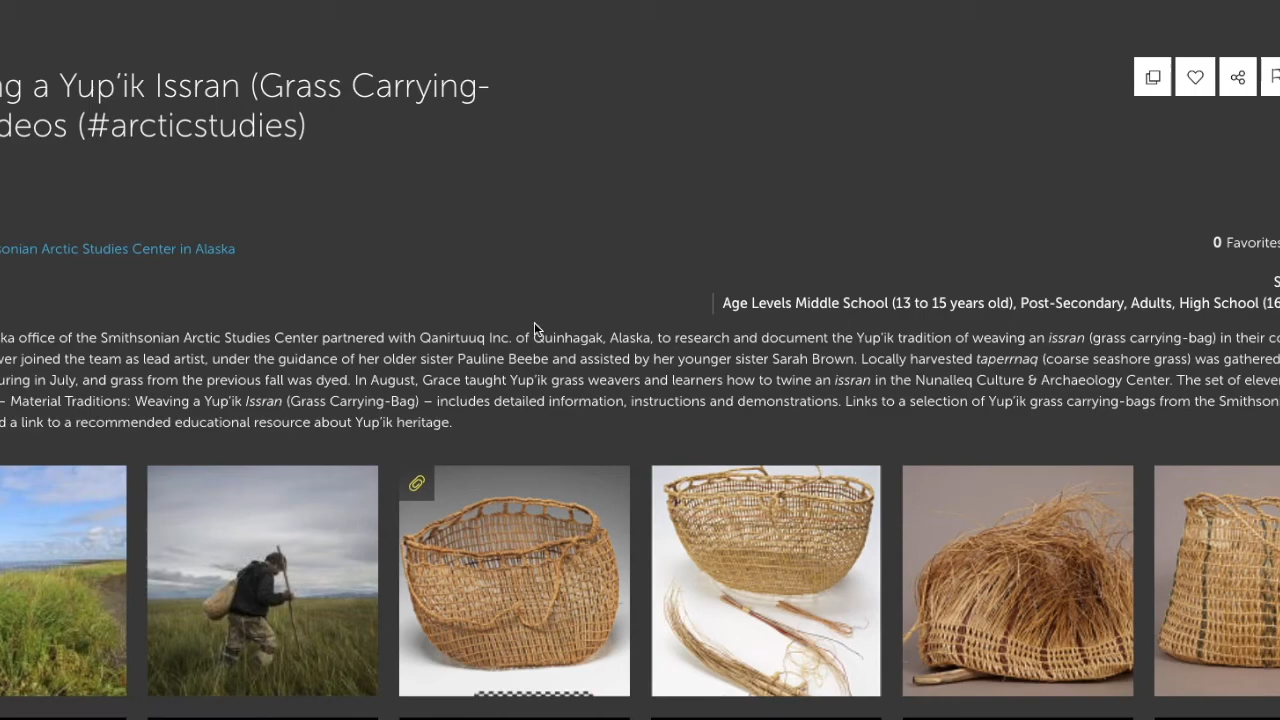 ng a Yup’ik Issran (Grass Carrying-
deos (#arcticstudies)
sonian Arctic Studies Center in Alaska
0 Favorites
S
Age Levels Middle School (13 to 15 years old), Post-Secondary, Adults, High School (16
ka office of the Smithsonian Arctic Studies Center partnered with Qanirtuuq Inc. of Quinhagak, Alaska, to research and document the Yup’ik tradition of weaving an issran (grass carrying-bag) in their co
ver joined the team as lead artist, under the guidance of her older sister Pauline Beebe and assisted by her younger sister Sarah Brown. Locally harvested taperrnaq (coarse seashore grass) was gathered
uring in July, and grass from the previous fall was dyed. In August, Grace taught Yup’ik grass weavers and learners how to twine an issran in the Nunalleq Culture & Archaeology Center. The set of eleve
– Material Traditions: Weaving a Yup’ik Issran (Grass Carrying-Bag) – includes detailed information, instructions and demonstrations. Links to a selection of Yup’ik grass carrying-bags from the Smithson
d a link to a recommended educational resource about Yup’ik heritage.